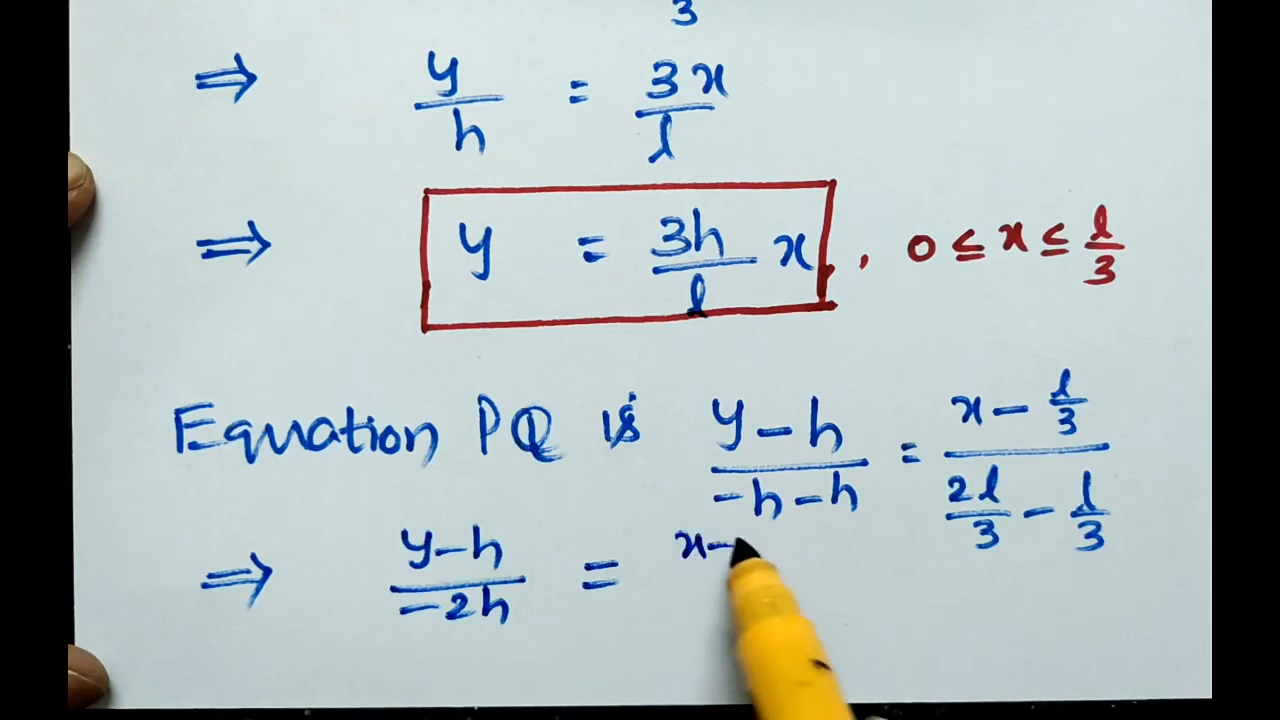 3
⇒ y/h = 3x/l
⇒ y = 3h/l x, 0 ≤ x ≤ l/3
Equation PQ is (y-h)/(-h-h) = (x - l/3)/(2l/3 - l/3)
⇒ (y-h)/(-2h) = x-